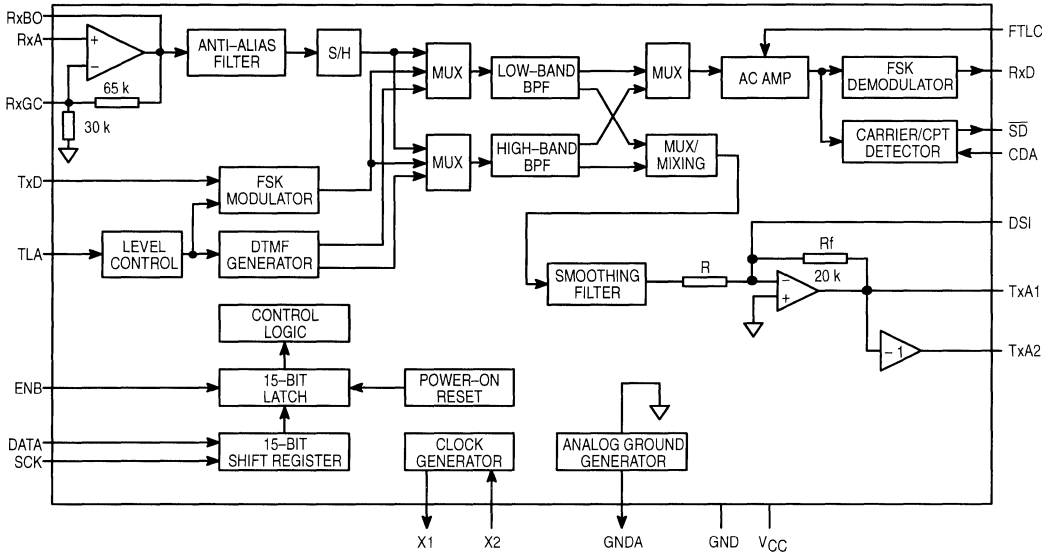 RxBO
RxA
+
−
RxGC
65 k
30 k
ANTI–ALIAS
FILTER
S/H
MUX
LOW–BAND
BPF
MUX
AC AMP
FTLC
FSK
DEMODULATOR
RxD
CARRIER/CPT
DETECTOR
SD
CDA
MUX
HIGH–BAND
BPF
MUX/
MIXING
TxD
FSK
MODULATOR
TLA
LEVEL
CONTROL
DTMF
GENERATOR
SMOOTHING
FILTER
R
DSI
Rf
20 k
−
+
TxA1
− 1
TxA2
CONTROL
LOGIC
ENB
15–BIT
LATCH
POWER–ON
RESET
DATA
SCK
15–BIT
SHIFT REGISTER
CLOCK
GENERATOR
ANALOG GROUND
GENERATOR
X1
X2
GNDA
GND
VCC